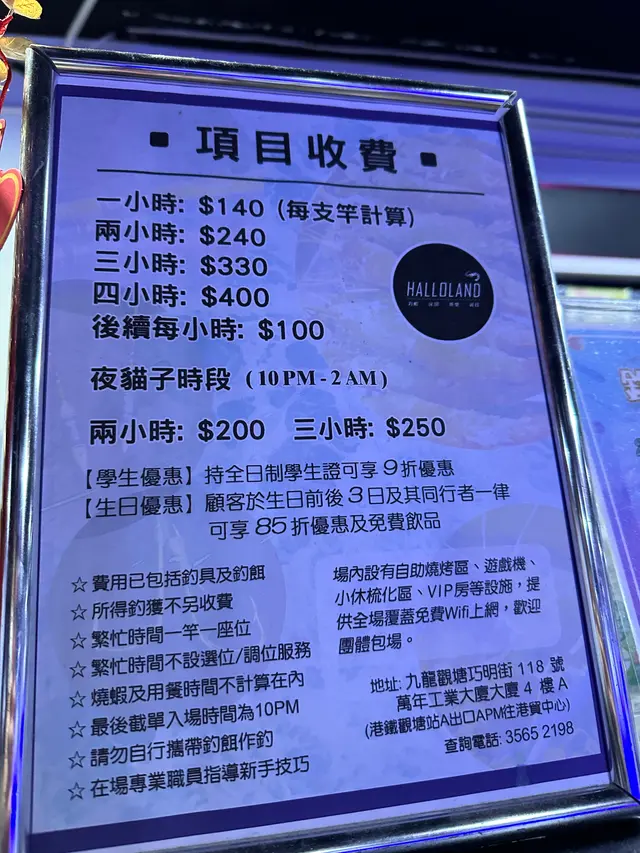 ▪ 項目收費 ▪
一小時: $140 (每支竿計算)
兩小時: $240
三小時: $330
四小時: $400
後續每小時: $100
HALLOLAND
夜貓子時段 (10PM-2AM)
兩小時: $200 三小時: $250
【學生優惠】持全日制學生證可享9折優惠
【生日優惠】顧客於生日前後3日及其同行者一律
可享85折優惠及免費飲品
☆ 費用已包括釣具及釣餌
☆ 所得釣獲不另收費
☆ 繁忙時間一竿一座位
☆ 繁忙時間不設選位/調位服務
☆ 燒蝦及用餐時間不計算在內
☆ 最後截單入場時間為10PM
☆ 請勿自行攜帶釣餌作釣
☆ 在場專業職員指導新手技巧
場內設有自助燒烤區、遊戲機、
小休梳化區、VIP房等設施，提
供全場覆蓋免費Wifi上網，歡迎
團體包場。
地址: 九龍觀塘巧明街 118 號
萬年工業大廈大廈 4 樓 A
(港鐵觀塘站A出口APM往港貿中心)
查詢電話: 3565 2198